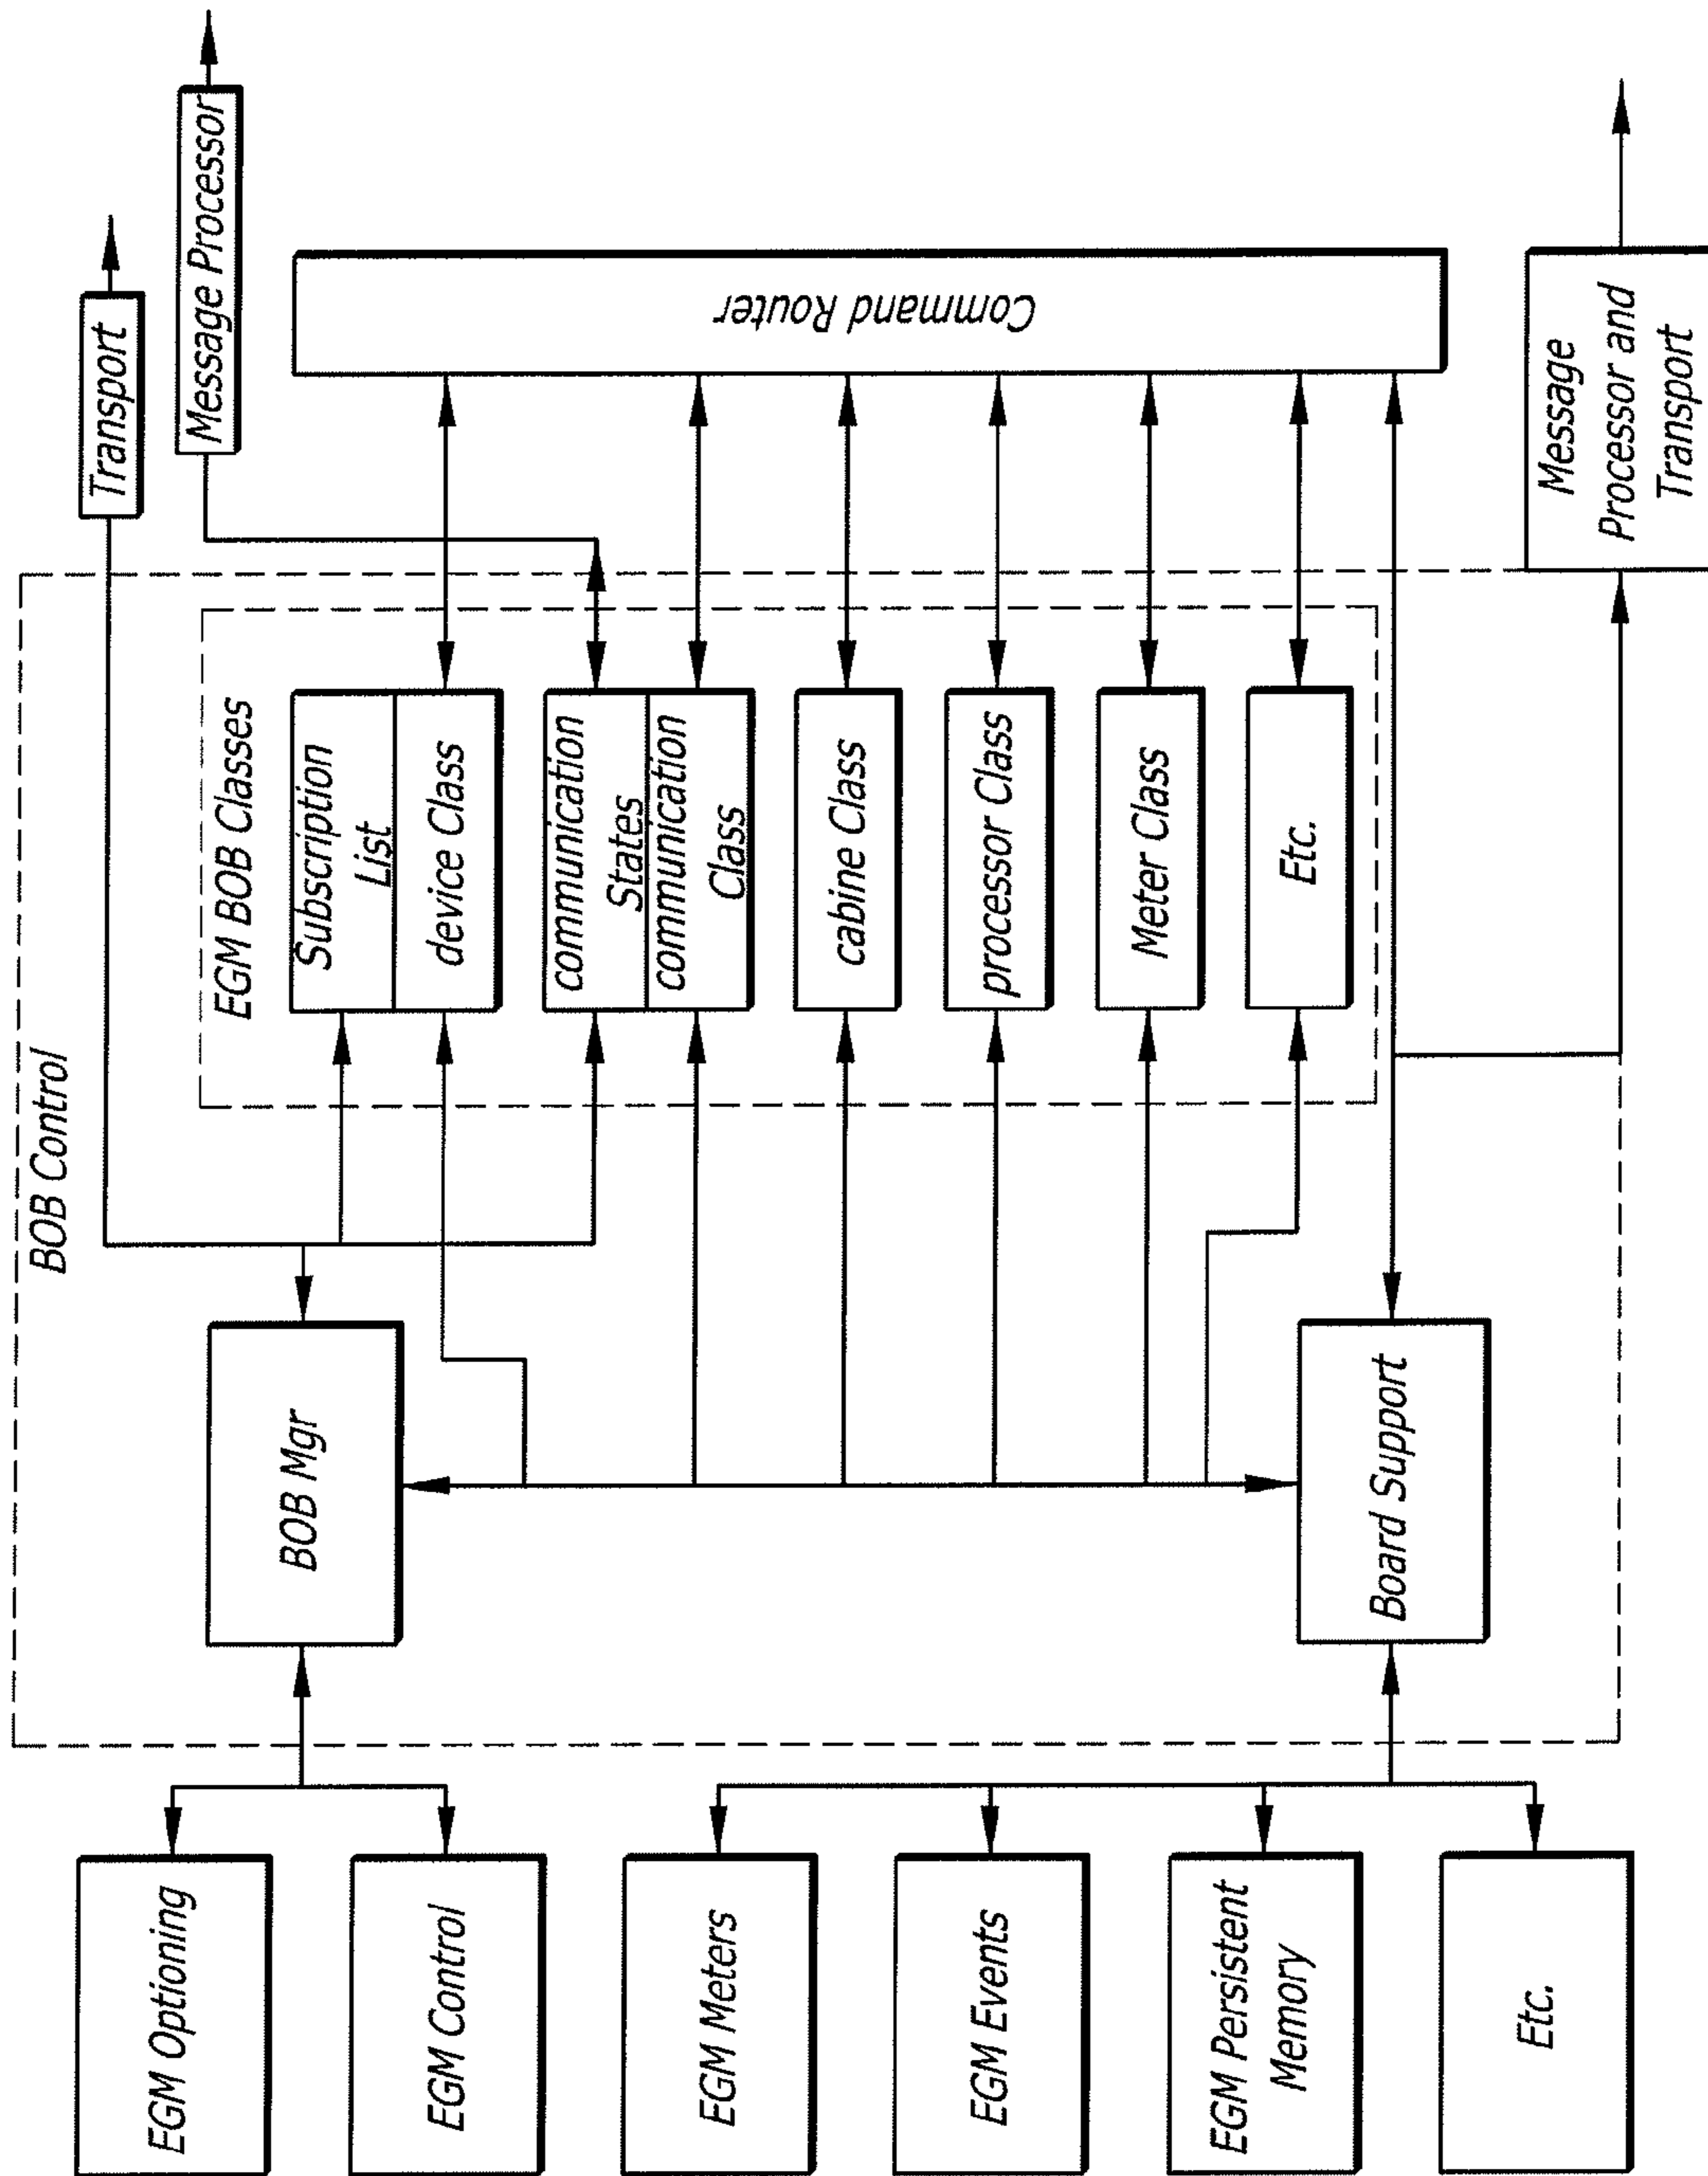 EGM Optioning
EGM Control
EGM Meters
EGM Events
EGM Persistent
Memory
Etc.
BOB Control
BOB Mgr
Board Support
EGM BOB Classes
Subscription
List
device Class
communication
States
communication
Class
cabine Class
processor Class
Meter Class
Etc.
Transport
Message Processor
Command Router
Message
Processor and
Transport